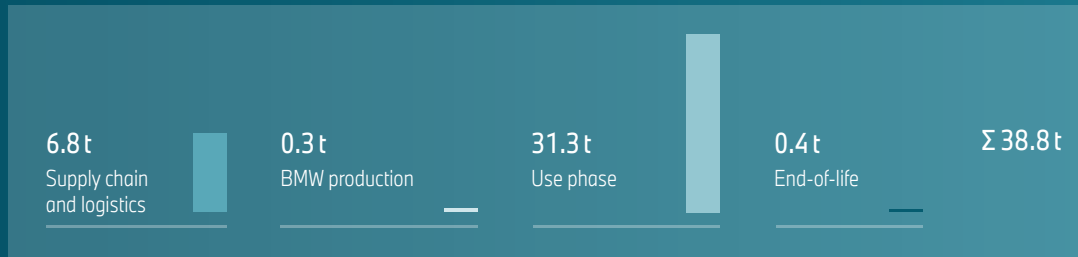 6.8 t
Supply chain
and logistics
0.3 t
BMW production
31.3 t
Use phase
0.4 t
End-of-life
Σ 38.8 t